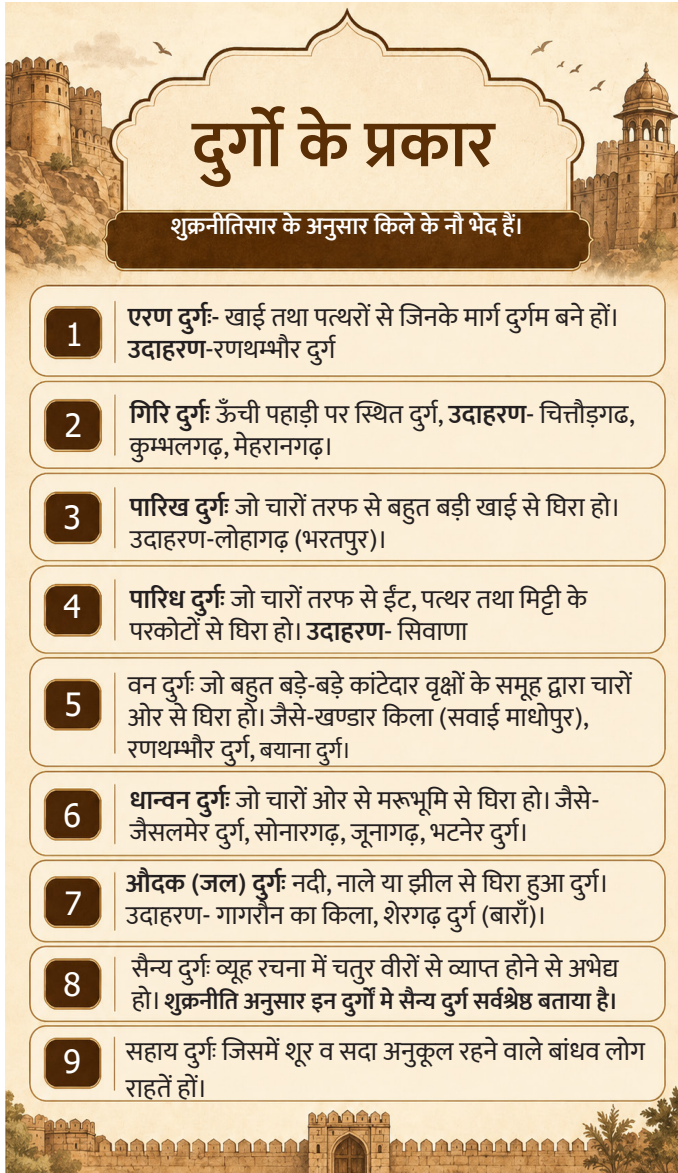 दुर्गो के प्रकार
शुक्रनीतिसार के अनुसार किले के नौ भेद हैं।
1
एरण दुर्गः- खाई तथा पत्थरों से जिनके मार्ग दुर्गम बने हों।
उदाहरण-रणथम्भौर दुर्ग
2
गिरि दुर्गः ऊँची पहाड़ी पर स्थित दुर्ग, उदाहरण- चित्तौड़गढ,
कुम्भलगढ़, मेहरानगढ़।
3
पारिख दुर्गः जो चारों तरफ से बहुत बड़ी खाई से घिरा हो।
उदाहरण-लोहागढ़ (भरतपुर)।
4
पारिध दुर्गः जो चारों तरफ से ईंट, पत्थर तथा मिट्टी के
परकोटों से घिरा हो। उदाहरण- सिवाणा
5
वन दुर्गः जो बहुत बड़े-बड़े कांटेदार वृक्षों के समूह द्वारा चारों
ओर से घिरा हो। जैसे-खण्डार किला (सवाई माधोपुर),
रणथम्भौर दुर्ग, बयाना दुर्ग।
6
धान्वन दुर्गः जो चारों ओर से मरूभूमि से घिरा हो। जैसे-
जैसलमेर दुर्ग, सोनारगढ़, जूनागढ़, भटनेर दुर्ग।
7
औदक (जल) दुर्गः नदी, नाले या झील से घिरा हुआ दुर्ग।
उदाहरण- गागरौन का किला, शेरगढ़ दुर्ग (बाराँ)।
8
सैन्य दुर्गः व्यूह रचना में चतुर वीरों से व्याप्त होने से अभेद्य
हो। शुक्रनीति अनुसार इन दुर्गों मे सैन्य दुर्ग सर्वश्रेष्ठ बताया है।
9
सहाय दुर्गः जिसमें शूर व सदा अनुकूल रहने वाले बांधव लोग
राहतें हों।